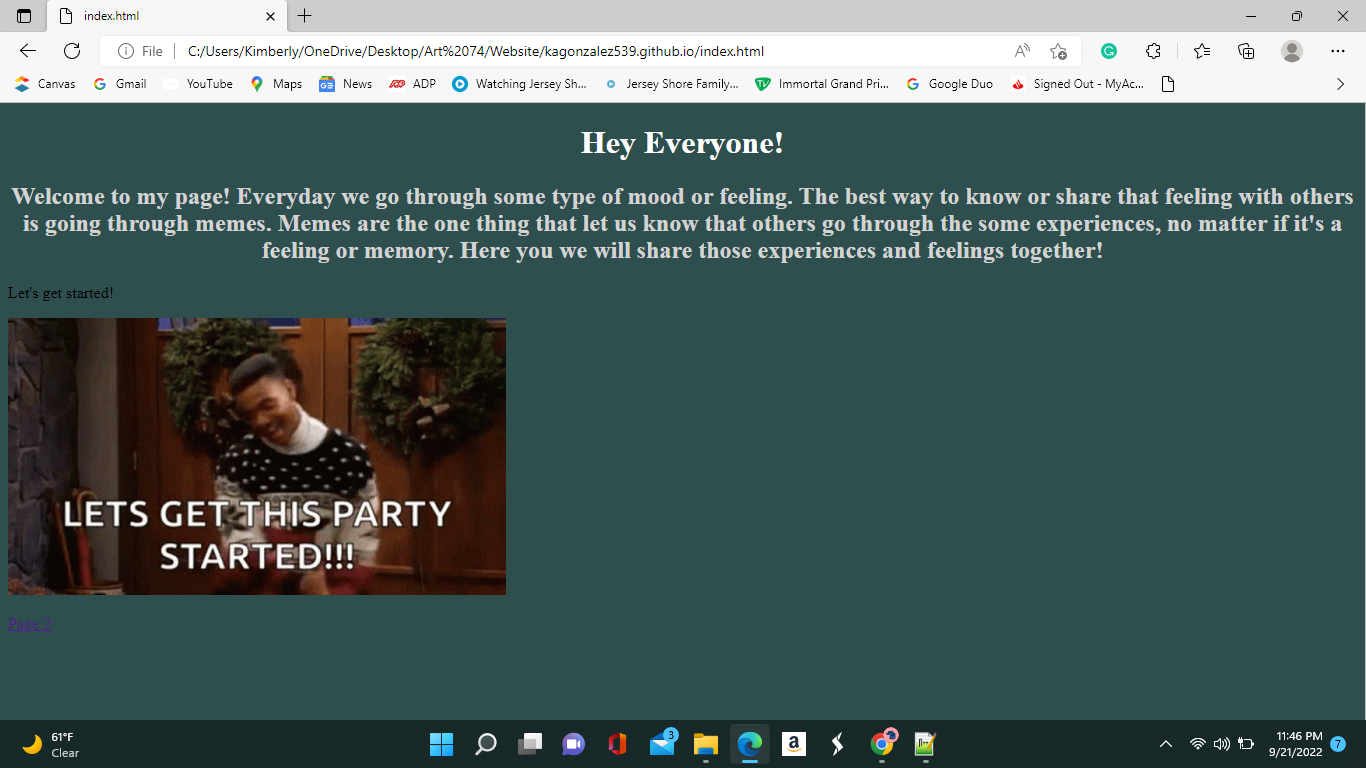 index.html
File
C:/Users/Kimberly/OneDrive/Desktop/Art%2074/Website/kagonzalez539.github.io/index.html
Canvas
Gmail
YouTube
Maps
News
ADP
Watching Jersey Sh...
Jersey Shore Family...
Immortal Grand Pri...
Google Duo
Signed Out - MyAc...
Hey Everyone!
Welcome to my page! Everyday we go through some type of mood or feeling. The best way to know or share that feeling with others
is going through memes. Memes are the one thing that let us know that others go through the some experiences, no matter if it's a
feeling or memory. Here you we will share those experiences and feelings together!
Let's get started!
LETS GET THIS PARTY
STARTED!!!
Page 2
61°F
Clear
3
11:46 PM
9/21/2022
7